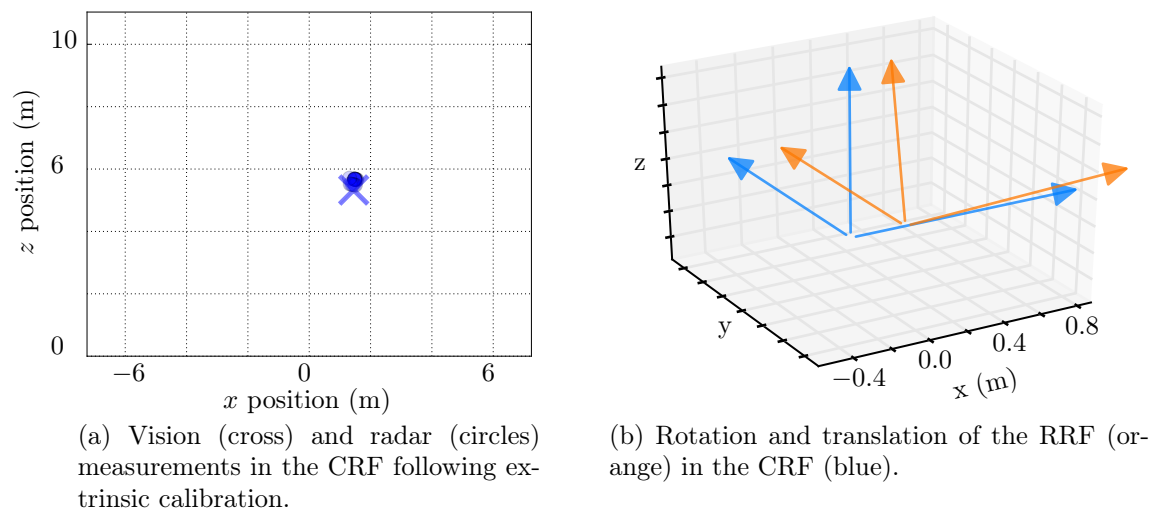 10
6
0
z position (m)
−6
0
6
x position (m)
(a) Vision (cross) and radar (circles)
measurements in the CRF following ex-
trinsic calibration.
z
y
−0.4
0.0
0.4
0.8
x (m)
(b) Rotation and translation of the RRF (or-
ange) in the CRF (blue).